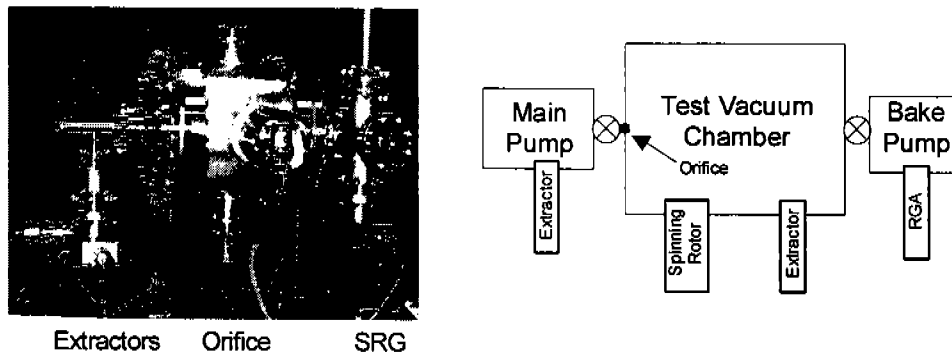 Main
Pump
Extractor
Orifice
Test Vacuum
Chamber
Spinning
Rotor
Extractor
Bake
Pump
RGA
Extractors Orifice SRG